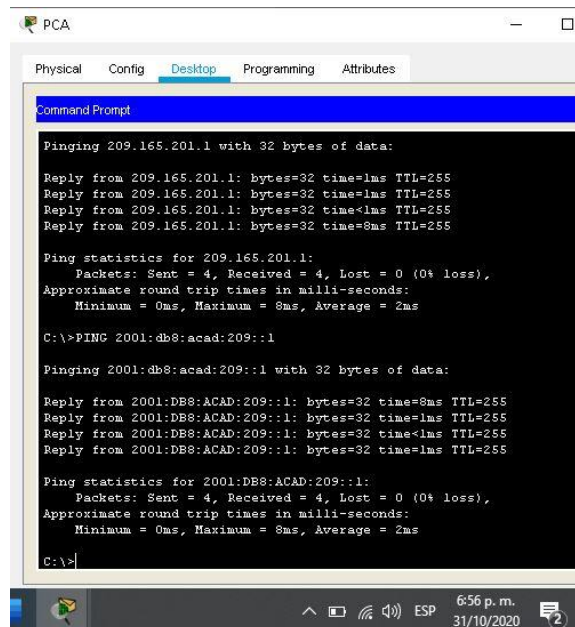 PCA
Physical Config Desktop Programming Attributes
Command Prompt
Pinging 209.165.201.1 with 32 bytes of data:
Reply from 209.165.201.1: bytes=32 time=1ms TTL=255
Reply from 209.165.201.1: bytes=32 time=1ms TTL=255
Reply from 209.165.201.1: bytes=32 time<1ms TTL=255
Reply from 209.165.201.1: bytes=32 time=8ms TTL=255
Ping statistics for 209.165.201.1:
Packets: Sent = 4, Received = 4, Lost = 0 (0% loss),
Approximate round trip times in milli-seconds:
Minimum = 0ms, Maximum = 8ms, Average = 2ms
C:\>PING 2001:db8:acad:209::1
Pinging 2001:db8:acad:209::1 with 32 bytes of data:
Reply from 2001:DB8:ACAD:209::1: bytes=32 time=8ms TTL=255
Reply from 2001:DB8:ACAD:209::1: bytes=32 time=1ms TTL=255
Reply from 2001:DB8:ACAD:209::1: bytes=32 time<1ms TTL=255
Reply from 2001:DB8:ACAD:209::1: bytes=32 time=1ms TTL=255
Ping statistics for 2001:DB8:ACAD:209::1:
Packets: Sent = 4, Received = 4, Lost = 0 (0% loss),
Approximate round trip times in milli-seconds:
Minimum = 0ms, Maximum = 8ms, Average = 2ms
C:\>
ESP 6:56 p. m.
31/10/2020 2